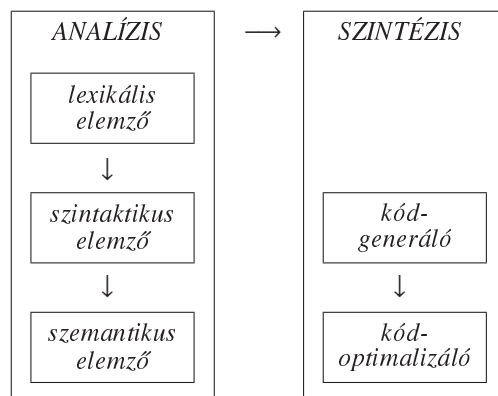 ANALÍZIS → SZINTÉZIS
lexikális
elemző
↓
szintaktikus
elemző
↓
szemantikus
elemző
kód-
generáló
↓
kód-
optimalizáló